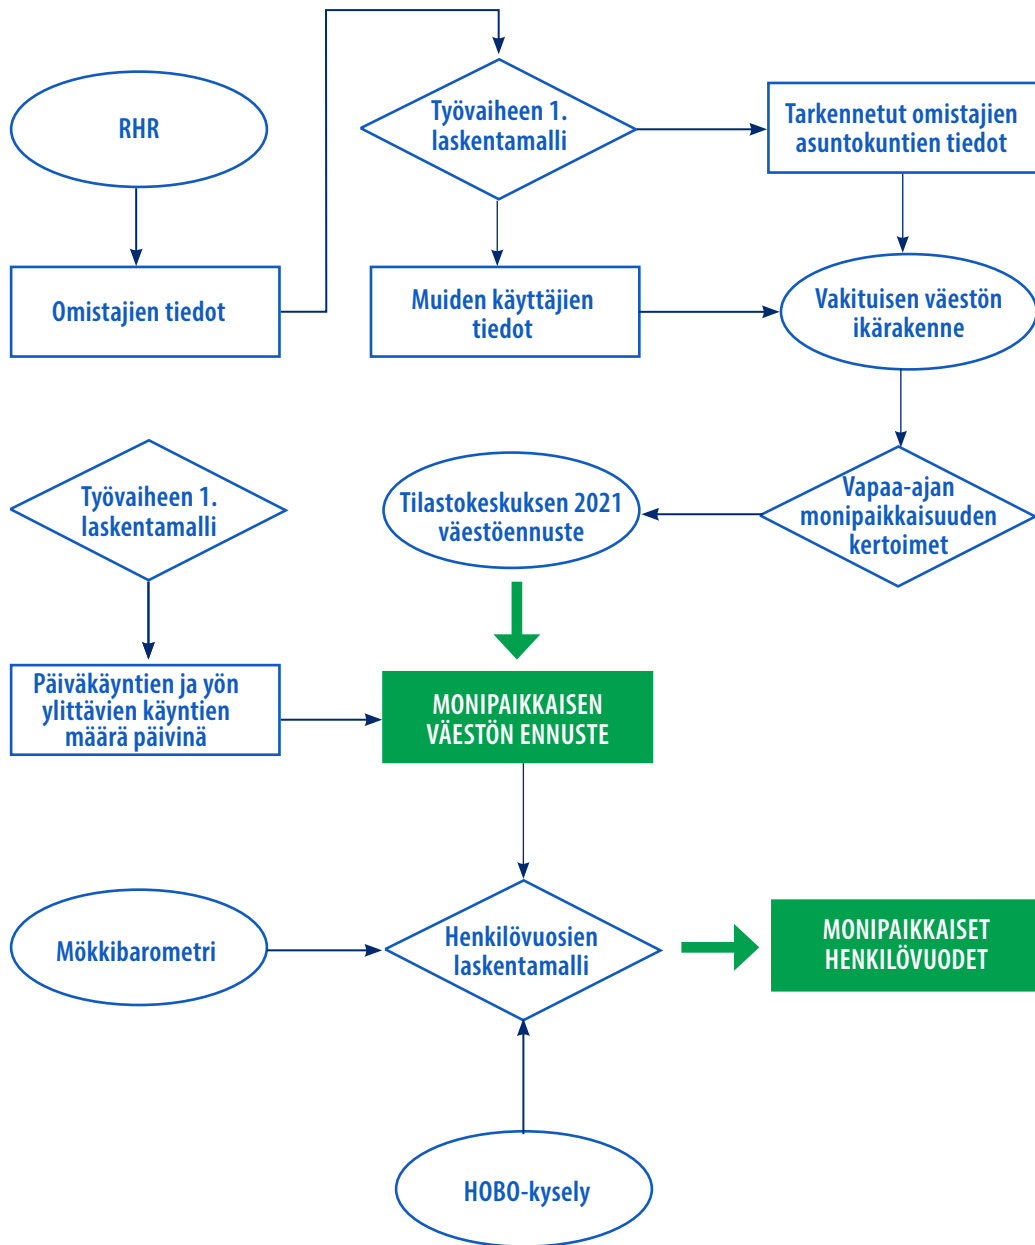 RHR
Työvaiheen 1.
laskentamalli
Tarkennetut omistajien
asuntokuntien tiedot
Omistajien tiedot
Muiden käyttäjien
tiedot
Vakituisen väestön
ikärakenne
Työvaiheen 1.
laskentamalli
Tilastokeskuksen 2021
väestöennuste
Vapaa-ajan
monipaikkaisuuden
kertoimet
Päiväkäyntien ja yön
ylittävien käyntien
määrä päivinä
MONIPAIKKAISEN
VÄESTÖN ENNUSTE
Mökkibarometri
Henkilövuosien
laskentamalli
MONIPAIKKAISET
HENKILÖVUODET
HOBO-kysely